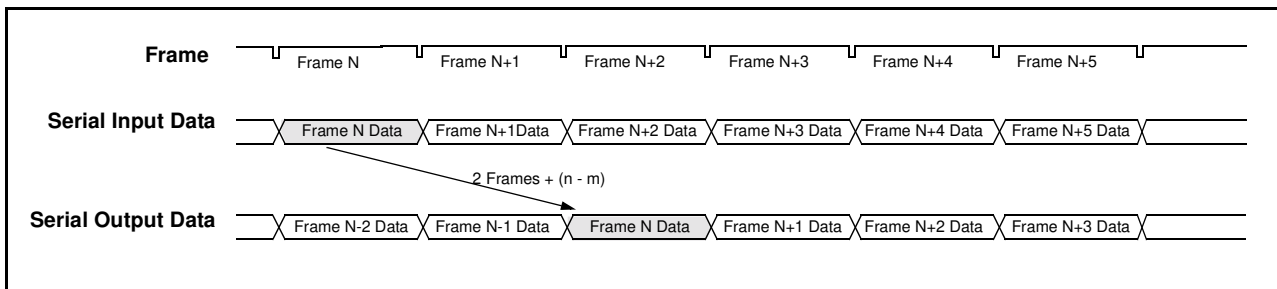 Frame
Frame N Frame N+1 Frame N+2 Frame N+3 Frame N+4 Frame N+5
Serial Input Data
Frame N Data Frame N+1Data Frame N+2 Data Frame N+3 Data Frame N+4 Data Frame N+5 Data
2 Frames + (n - m)
Serial Output Data
Frame N-2 Data Frame N-1 Data Frame N Data Frame N+1 Data Frame N+2 Data Frame N+3 Data